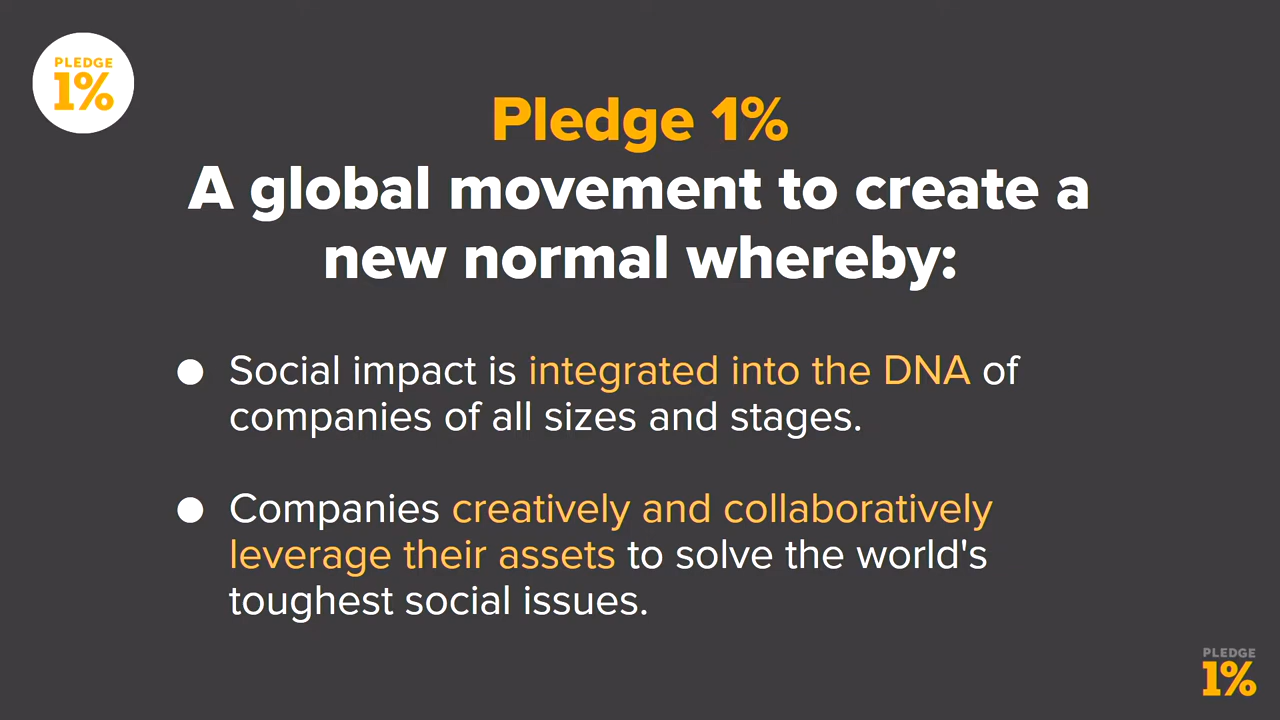 PLEDGE
1%
Pledge 1%
A global movement to create a
new normal whereby:
● Social impact is integrated into the DNA of
companies of all sizes and stages.
● Companies creatively and collaboratively
leverage their assets to solve the world's
toughest social issues.
PLEDGE
1%